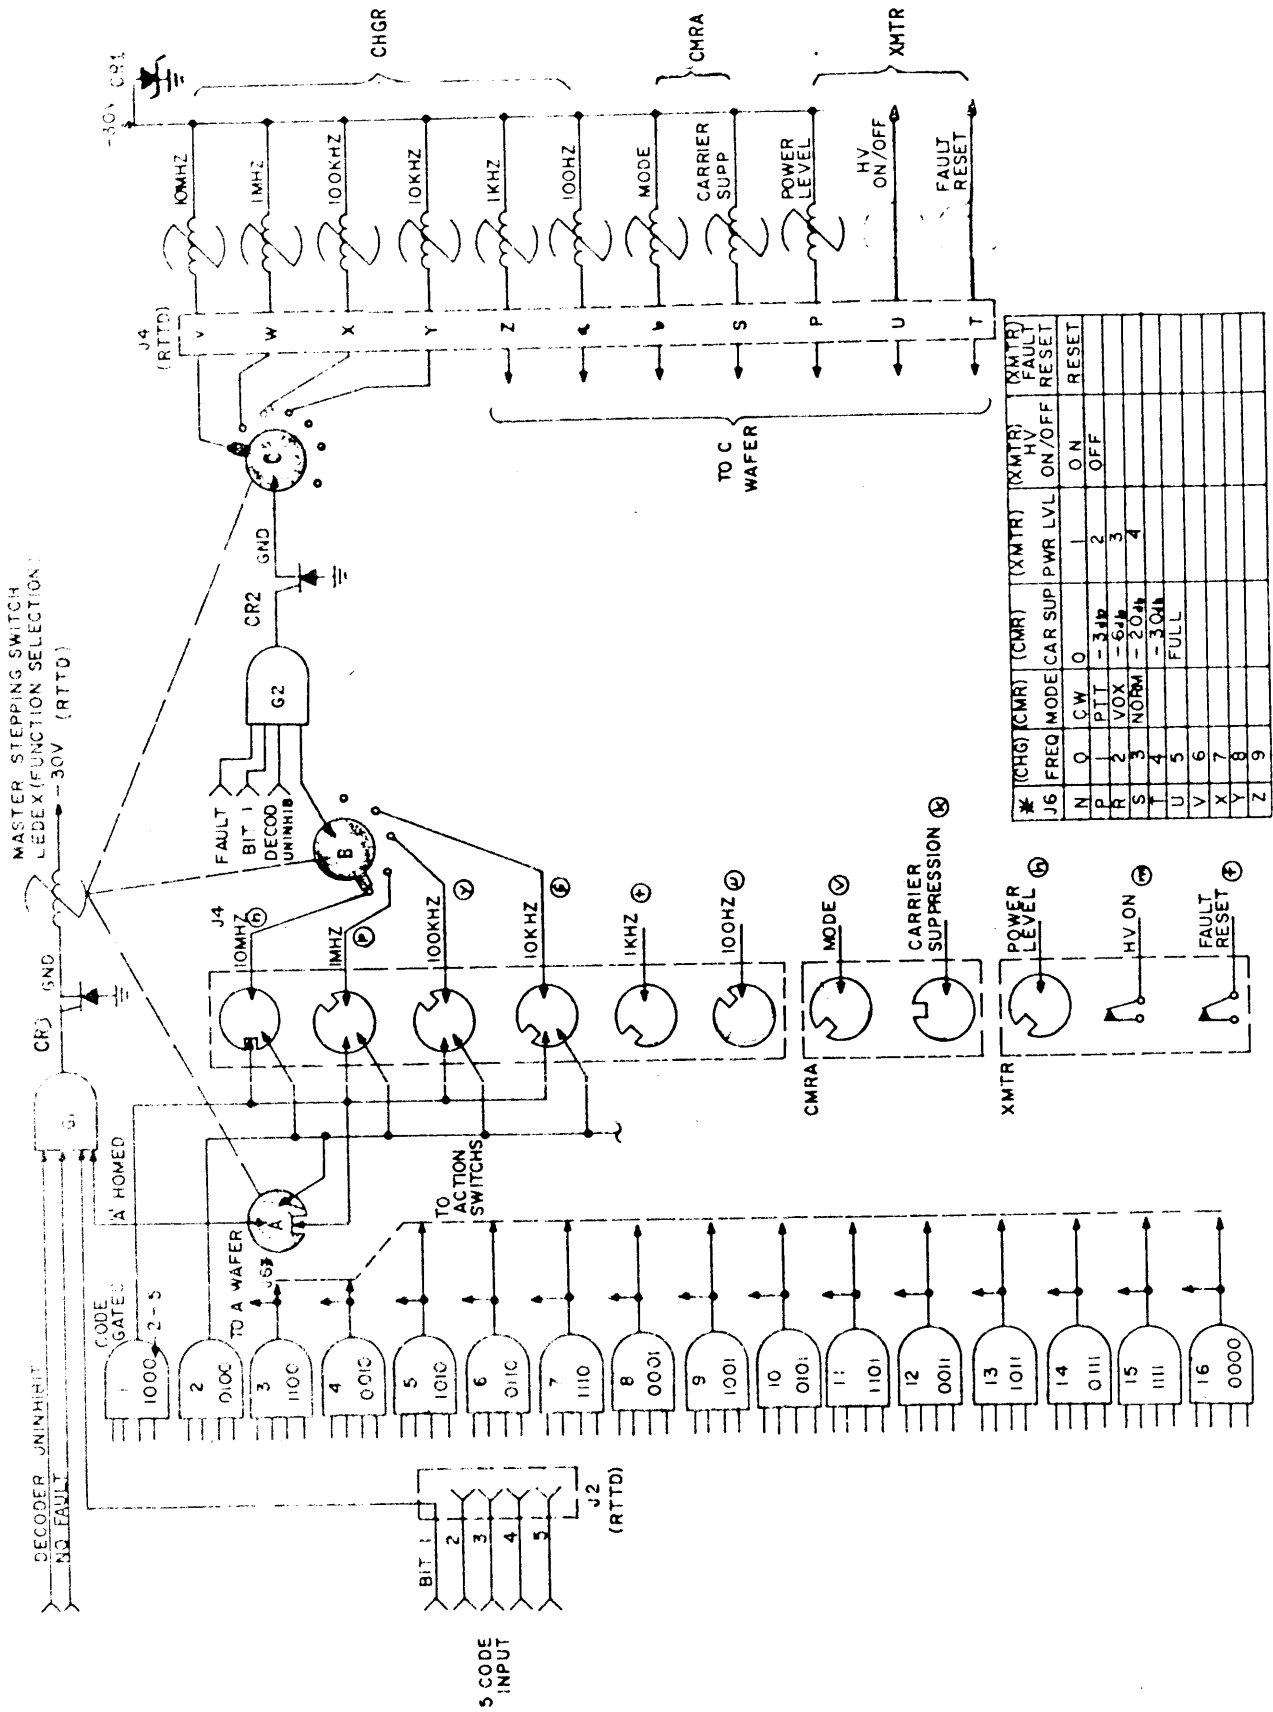 MASTER STEPPING SWITCH
LEDEX (FUNCTION SELECTION)
-30V (RTTD)
CR3
GND
G1
DECODER UNINHIBIT
NO FAULT
'A' HOMED
CODE
GATES
2-5
TO A WAFER
J6*
A
TO
ACTION
SWITCHS
1
1000
2
0100
3
1100
4
0010
5
1010
6
0110
7
1110
8
0001
9
1001
10
0101
11
1101
12
0011
13
1011
14
0111
15
1111
16
0000
BIT 1
2
3
4
5
J2
(RTTD)
5 CODE
INPUT
J4
10MHZ n
1MHZ p
100KHZ
10KHZ
1KHZ t
100HZ u
CMRA
MODE v
CARRIER
SUPPRESSION k
XMTR
POWER
LEVEL h
HV ON m
FAULT
RESET f
B
FAULT
BIT 1
DECOD
UNINHIB
G2
CR2
GND
C
TO C
WAFER
J4
(RTTD)
V
W
X
Y
Z
a
b
S
P
U
T
10MHZ
1MHZ
100KHZ
10KHZ
1KHZ
100HZ
MODE
CARRIER
SUPP
POWER
LEVEL
HV
ON/OFF
FAULT
RESET
-30V
CR1
CHGR
CMRA
XMTR
* (CHG) (CMR) (CMR) (XMTR) (XMTR) (XMTR)
J6 FREQ MODE CAR SUP PWR LVL HV ON/OFF FAULT RESET
N 0 CW 0 1 ON RESET
P 1 PTT -3db 2 OFF
R 2 VOX -6db 3
S 3 NORM -20db 4
T 4 -30db
U 5 FULL
V 6
X 7
Y 8
Z 9